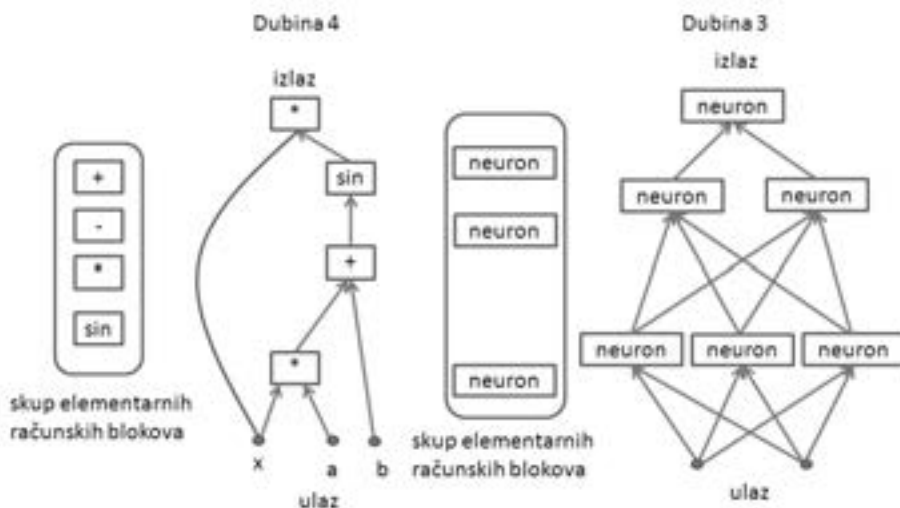 Dubina 4
izlaz
*
sin
+
*
x
a
b
ulaz
+
-
*
sin
skup elementarnih
računskih blokova
neuron
neuron
neuron
skup elementarnih
računskih blokova
Dubina 3
izlaz
neuron
neuron neuron
neuron neuron neuron
ulaz